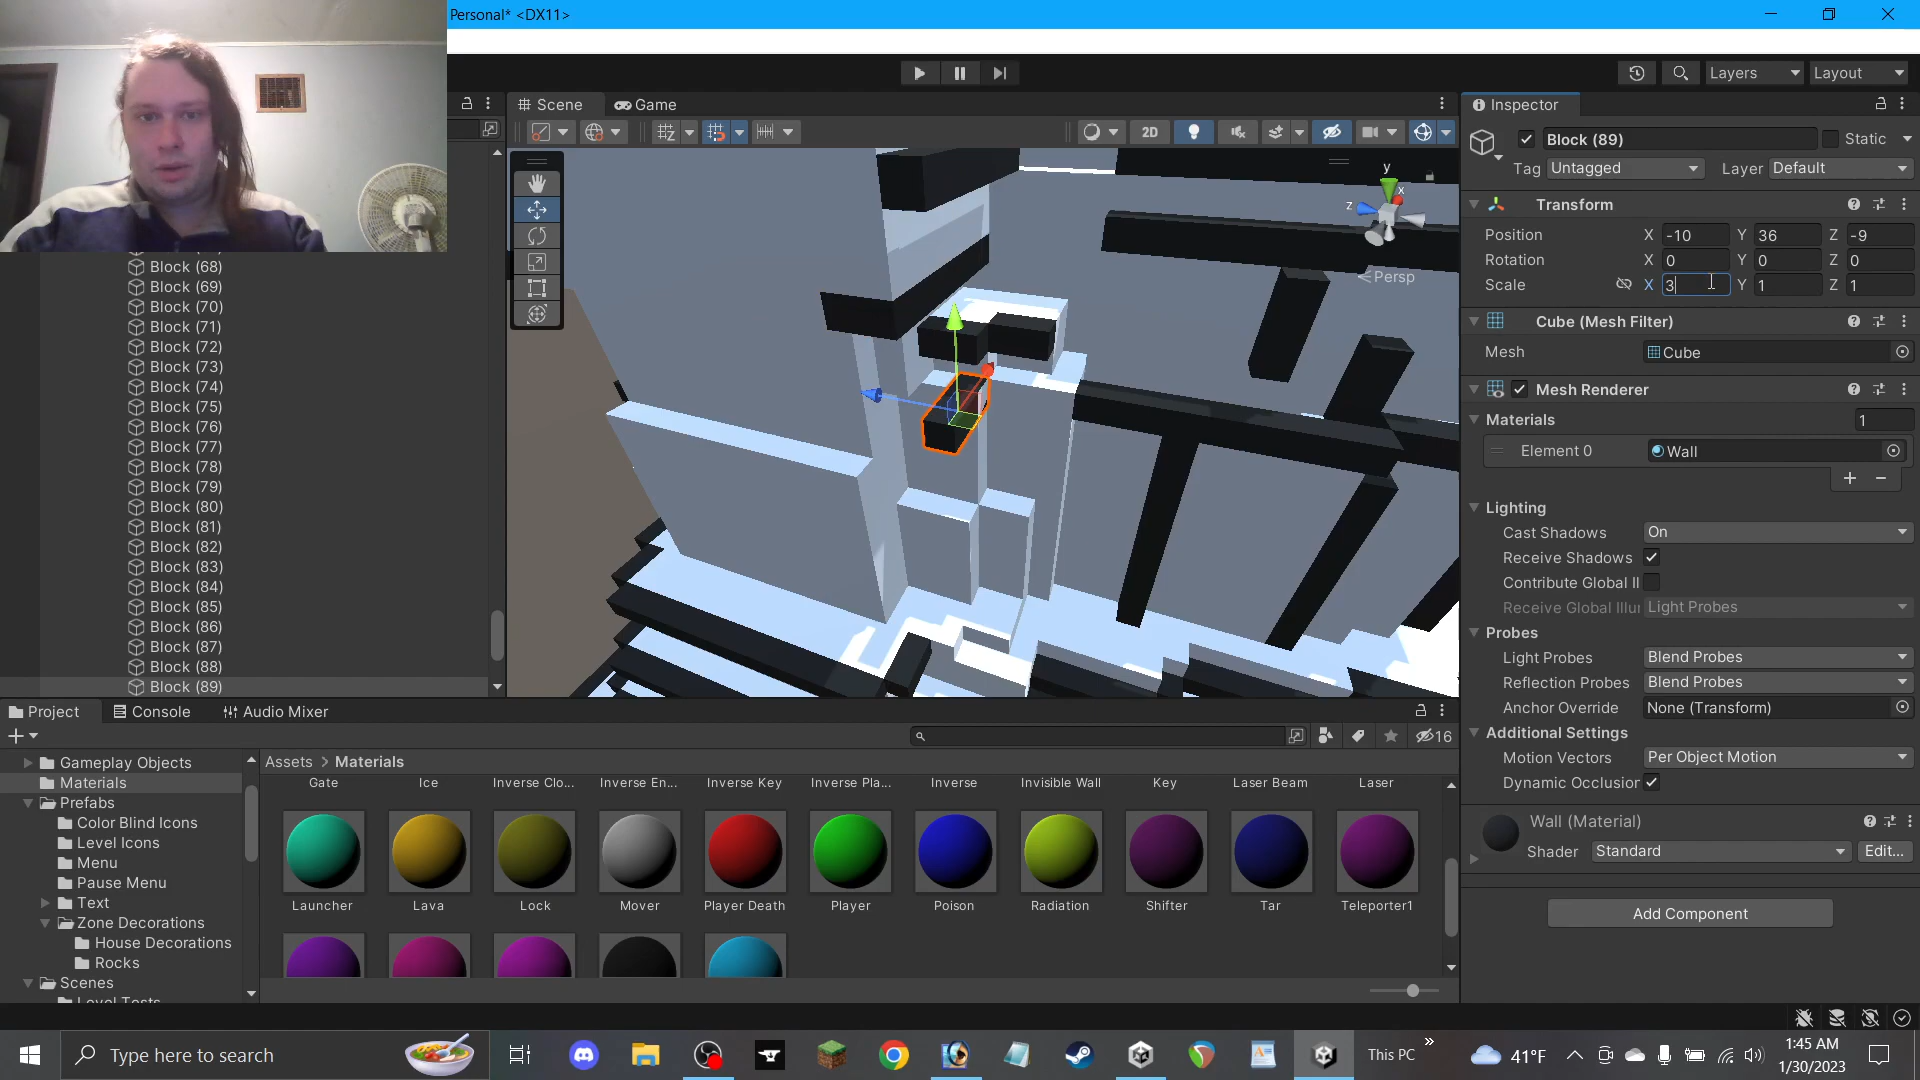 Personal* <DX11>
Layers
Layout
Scene
Game
Inspector
2D
Block (89)
Static
Tag Untagged Layer Default
Transform
Position X -10 Y 36 Z -9
Rotation X 0 Y 0 Z 0
Scale X 3 Y 1 Z 1
y
x
z
Persp
Cube (Mesh Filter)
Mesh Cube
Mesh Renderer
Materials 1
Element 0 Wall
Lighting
Cast Shadows On
Receive Shadows
Contribute Global Il
Receive Global Illu Light Probes
Probes
Light Probes Blend Probes
Reflection Probes Blend Probes
Anchor Override None (Transform)
Additional Settings
Motion Vectors Per Object Motion
Dynamic Occlusion
Wall (Material)
Shader Standard Edit...
Add Component
Block (68)
Block (69)
Block (70)
Block (71)
Block (72)
Block (73)
Block (74)
Block (75)
Block (76)
Block (77)
Block (78)
Block (79)
Block (80)
Block (81)
Block (82)
Block (83)
Block (84)
Block (85)
Block (86)
Block (87)
Block (88)
Block (89)
Project Console Audio Mixer
16
Gameplay Objects
Materials
Prefabs
Color Blind Icons
Level Icons
Menu
Pause Menu
Text
Zone Decorations
House Decorations
Rocks
Scenes
Level Tests
Assets > Materials
Gate Ice Inverse Clo... Inverse En... Inverse Key Inverse Pla... Inverse Invisible Wall Key Laser Beam Laser
Launcher Lava Lock Mover Player Death Player Poison Radiation Shifter Tar Teleporter1
Type here to search
This PC
»
41°F
1:45 AM
1/30/2023